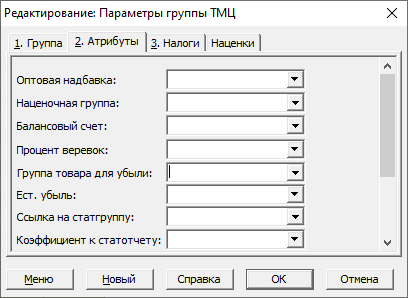 Редактирование: Параметры группы ТМЦ
1. Группа 2. Атрибуты 3. Налоги Наценки
Оптовая надбавка:
Наценочная группа:
Балансовый счет:
Процент веревок:
Группа товара для убыли:
Ест. убыль:
Ссылка на статгруппу:
Коэффициент к статотчету:
Меню Новый Справка ОК Отмена